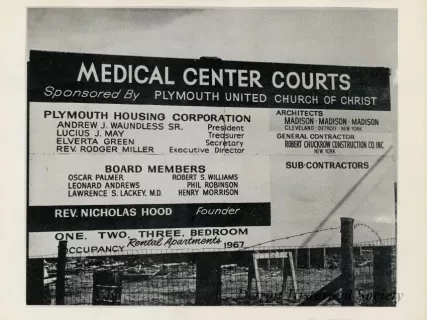 MEDICAL CENTER COURTS
Sponsored By PLYMOUTH UNITED CHURCH OF CHRIST
PLYMOUTH HOUSING CORPORATION
ANDREW J. WAUNDLESS SR. President
LUCIUS J. MAY Treasurer
ELVERTA GREEN Secretary
REV. RODGER MILLER Executive Director
BOARD MEMBERS
OSCAR PALMER ROBERT S. WILLIAMS
LEONARD ANDREWS PHIL ROBINSON
LAWRENCE S. LACKEY, M.D. HENRY MORRISON
REV. NICHOLAS HOOD Founder
ONE, TWO, THREE, BEDROOM
Rental Apartments
OCCUPANCY 1967
ARCHITECTS
MADISON · MADISON · MADISON
CLEVELAND DETROIT NEW YORK
GENERAL CONTRACTOR
ROBERT CHUCKROW CONSTRUCTION CO. INC.
NEW YORK
SUB-CONTRACTORS
Detroit Historical Society